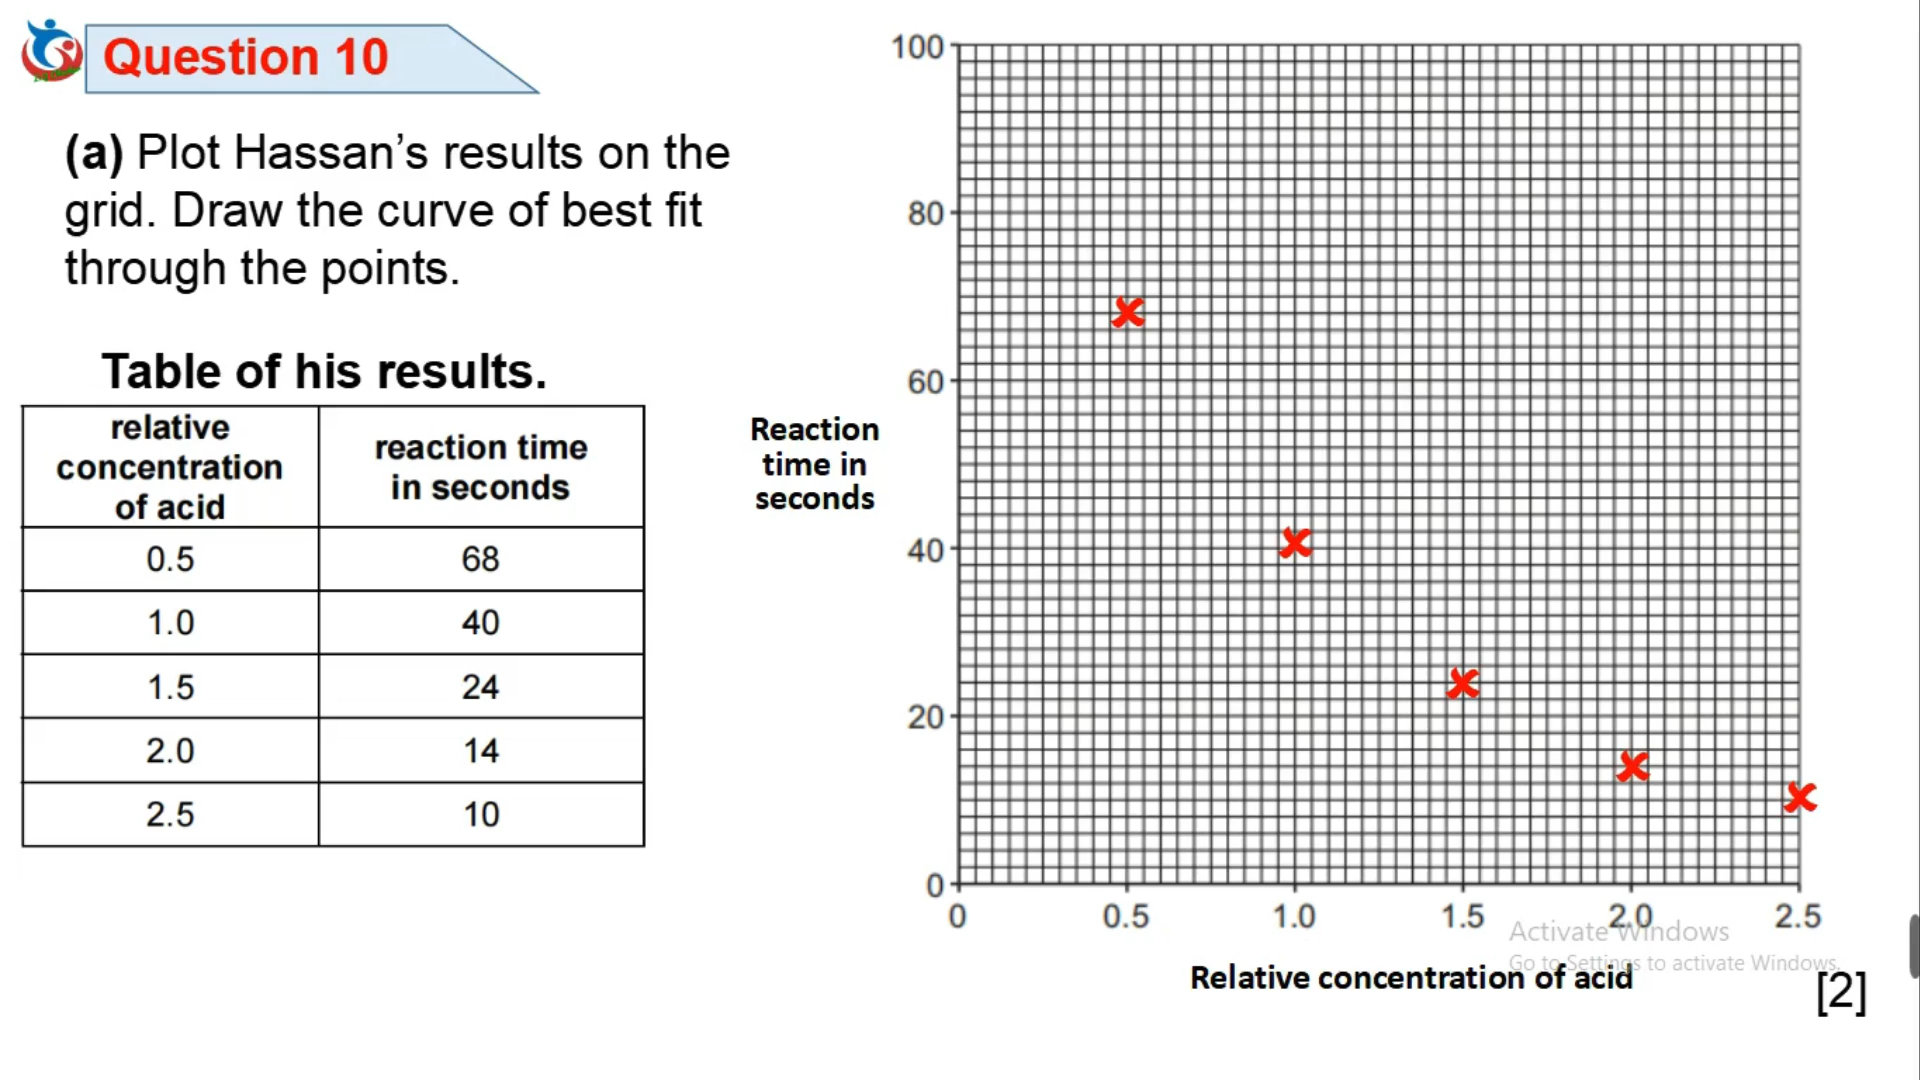 Question 10
(a) Plot Hassan’s results on the
grid. Draw the curve of best fit
through the points.
Table of his results.
relative
concentration
of acid
reaction time
in seconds
0.5 68
1.0 40
1.5 24
2.0 14
2.5 10
Reaction
time in
seconds
100
80
60
40
20
0
0 0.5 1.0 1.5 2.0 2.5
Relative concentration of acid
Activate Windows
Go to Settings to activate Windows.
[2]